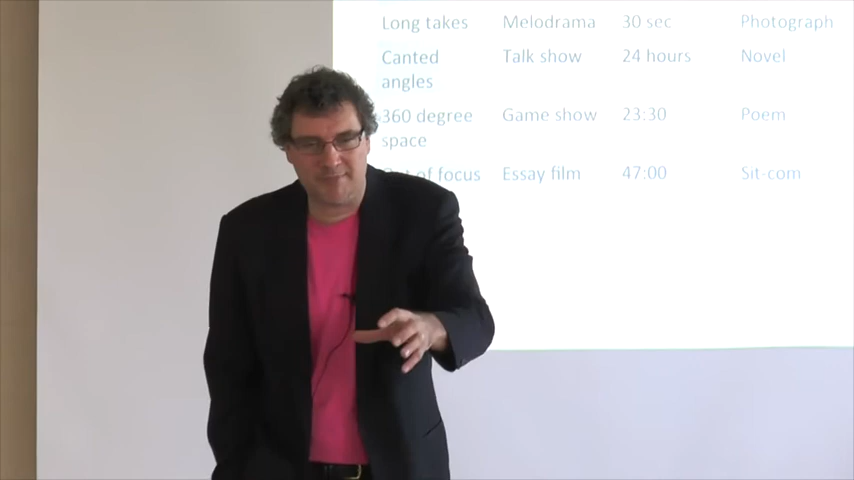 Long takes Melodrama 30 sec Photograph
Canted Talk show 24 hours Novel
angles
360 degree Game show 23:30 Poem
space
of focus Essay film 47:00 Sit-com